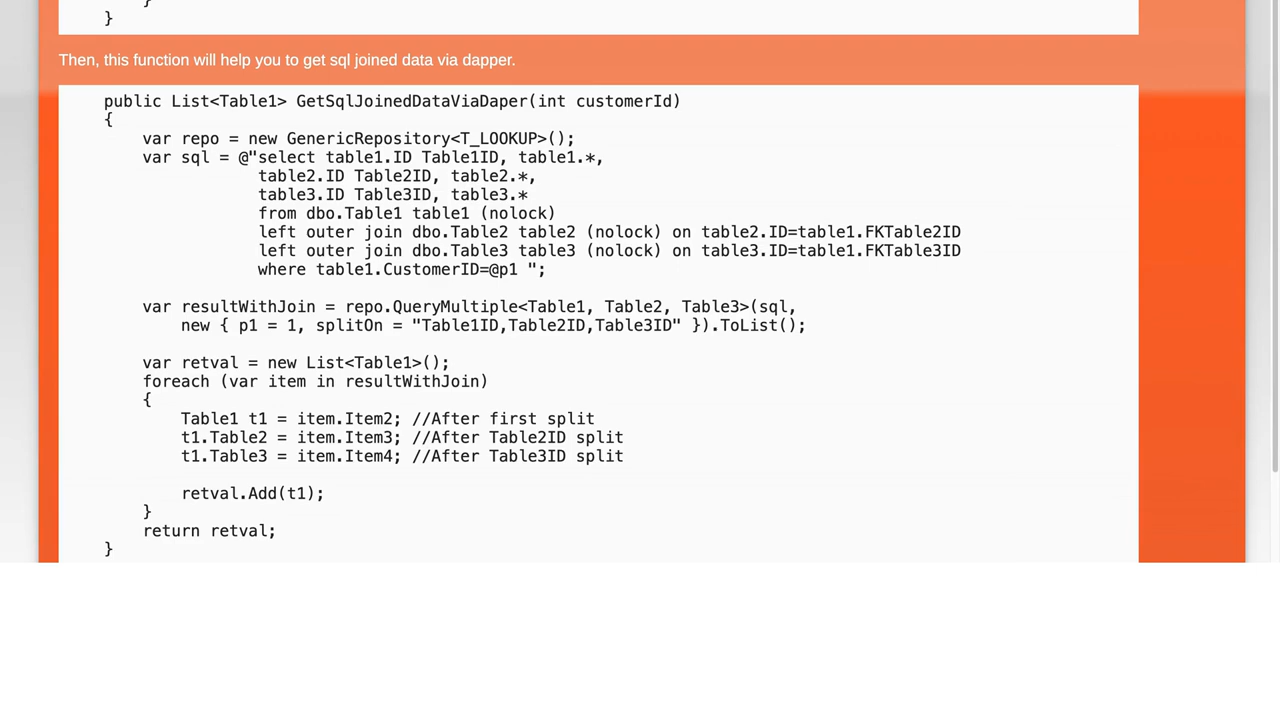 }
Then, this function will help you to get sql joined data via dapper.
public List<Table1> GetSqlJoinedDataViaDaper(int customerId)
{
var repo = new GenericRepository<T_LOOKUP>();
var sql = @"select table1.ID Table1ID, table1.*,
table2.ID Table2ID, table2.*,
table3.ID Table3ID, table3.*
from dbo.Table1 table1 (nolock)
left outer join dbo.Table2 table2 (nolock) on table2.ID=table1.FKTable2ID
left outer join dbo.Table3 table3 (nolock) on table3.ID=table1.FKTable3ID
where table1.CustomerID=@p1 ";
var resultWithJoin = repo.QueryMultiple<Table1, Table2, Table3>(sql,
new { p1 = 1, splitOn = "Table1ID,Table2ID,Table3ID" }).ToList();
var retval = new List<Table1>();
foreach (var item in resultWithJoin)
{
Table1 t1 = item.Item2; //After first split
t1.Table2 = item.Item3; //After Table2ID split
t1.Table3 = item.Item4; //After Table3ID split
retval.Add(t1);
}
return retval;
}